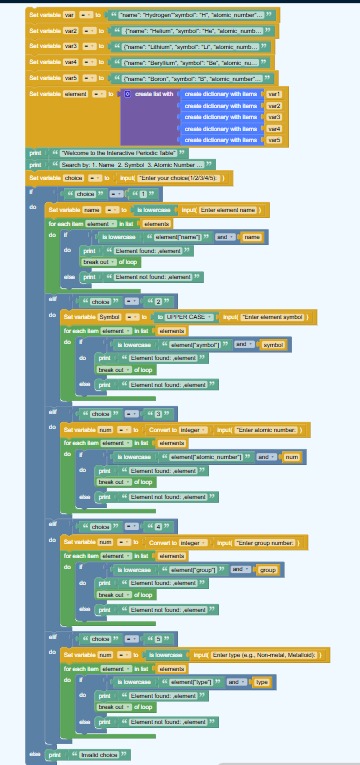 Set variable var = to "name": "Hydrogen""symbol": "H", "atomic_number"...
Set variable var2 = to {"name": "Helium", "symbol": "He", "atomic_numb...
Set variable var3 = to "name": "Lithium", "symbol": "Li", "atomic_numb...
Set variable var4 = to "name": "Beryllium", "symbol": "Be", "atomic_nu...
Set variable var5 = to "name": "Boron", "symbol": "B", "atomic_number"...
Set variable element = to create list with create dictionary with items var1
create dictionary with items var2
create dictionary with items var3
create dictionary with items var4
create dictionary with items var5
print "Welcome to the Interactive Periodic Table"
print Search by: 1. Name 2. Symbol 3. Atomic Number ...
Set variable choice = to input( "Enter your choice(1/2/3/4/5): )
if choice = 1
do Set variable name = to is lowercase input( Enter element name )
for each item element in list elements
do if is lowercase element["name"] and name
do print Element found: ,element
break out of loop
else print Element not found: ,element
elif choice = 2
do Set variable Symbol = to to UPPER CASE input( "Enter element symbol )
for each item element in list elements
do if is lowercase element["symbol"] and symbol
do print Element found: ,element
break out of loop
else print Element not found: ,element
elif choice = 3
do Set variable num = to Convert to integer input( "Enter atomic number: )
for each item element in list elements
do if is lowercase element["atomic_number"] and num
do print Element found: ,element
break out of loop
else print Element not found: ,element
elif choice = 4
do Set variable num = to Convert to integer input( "Enter group number: )
for each item element in list elements
do if is lowercase element["group"] and group
do print Element found: ,element
break out of loop
else print Element not found: ,element
elif choice = 5
do Set variable num = to is lowercase input( Enter type (e.g., Non-metal, Metalloid): )
for each item element in list elements
do if is lowercase element["type"] and type
do print Element found: ,element
break out of loop
else print Element not found: ,element
else print Invalid choice